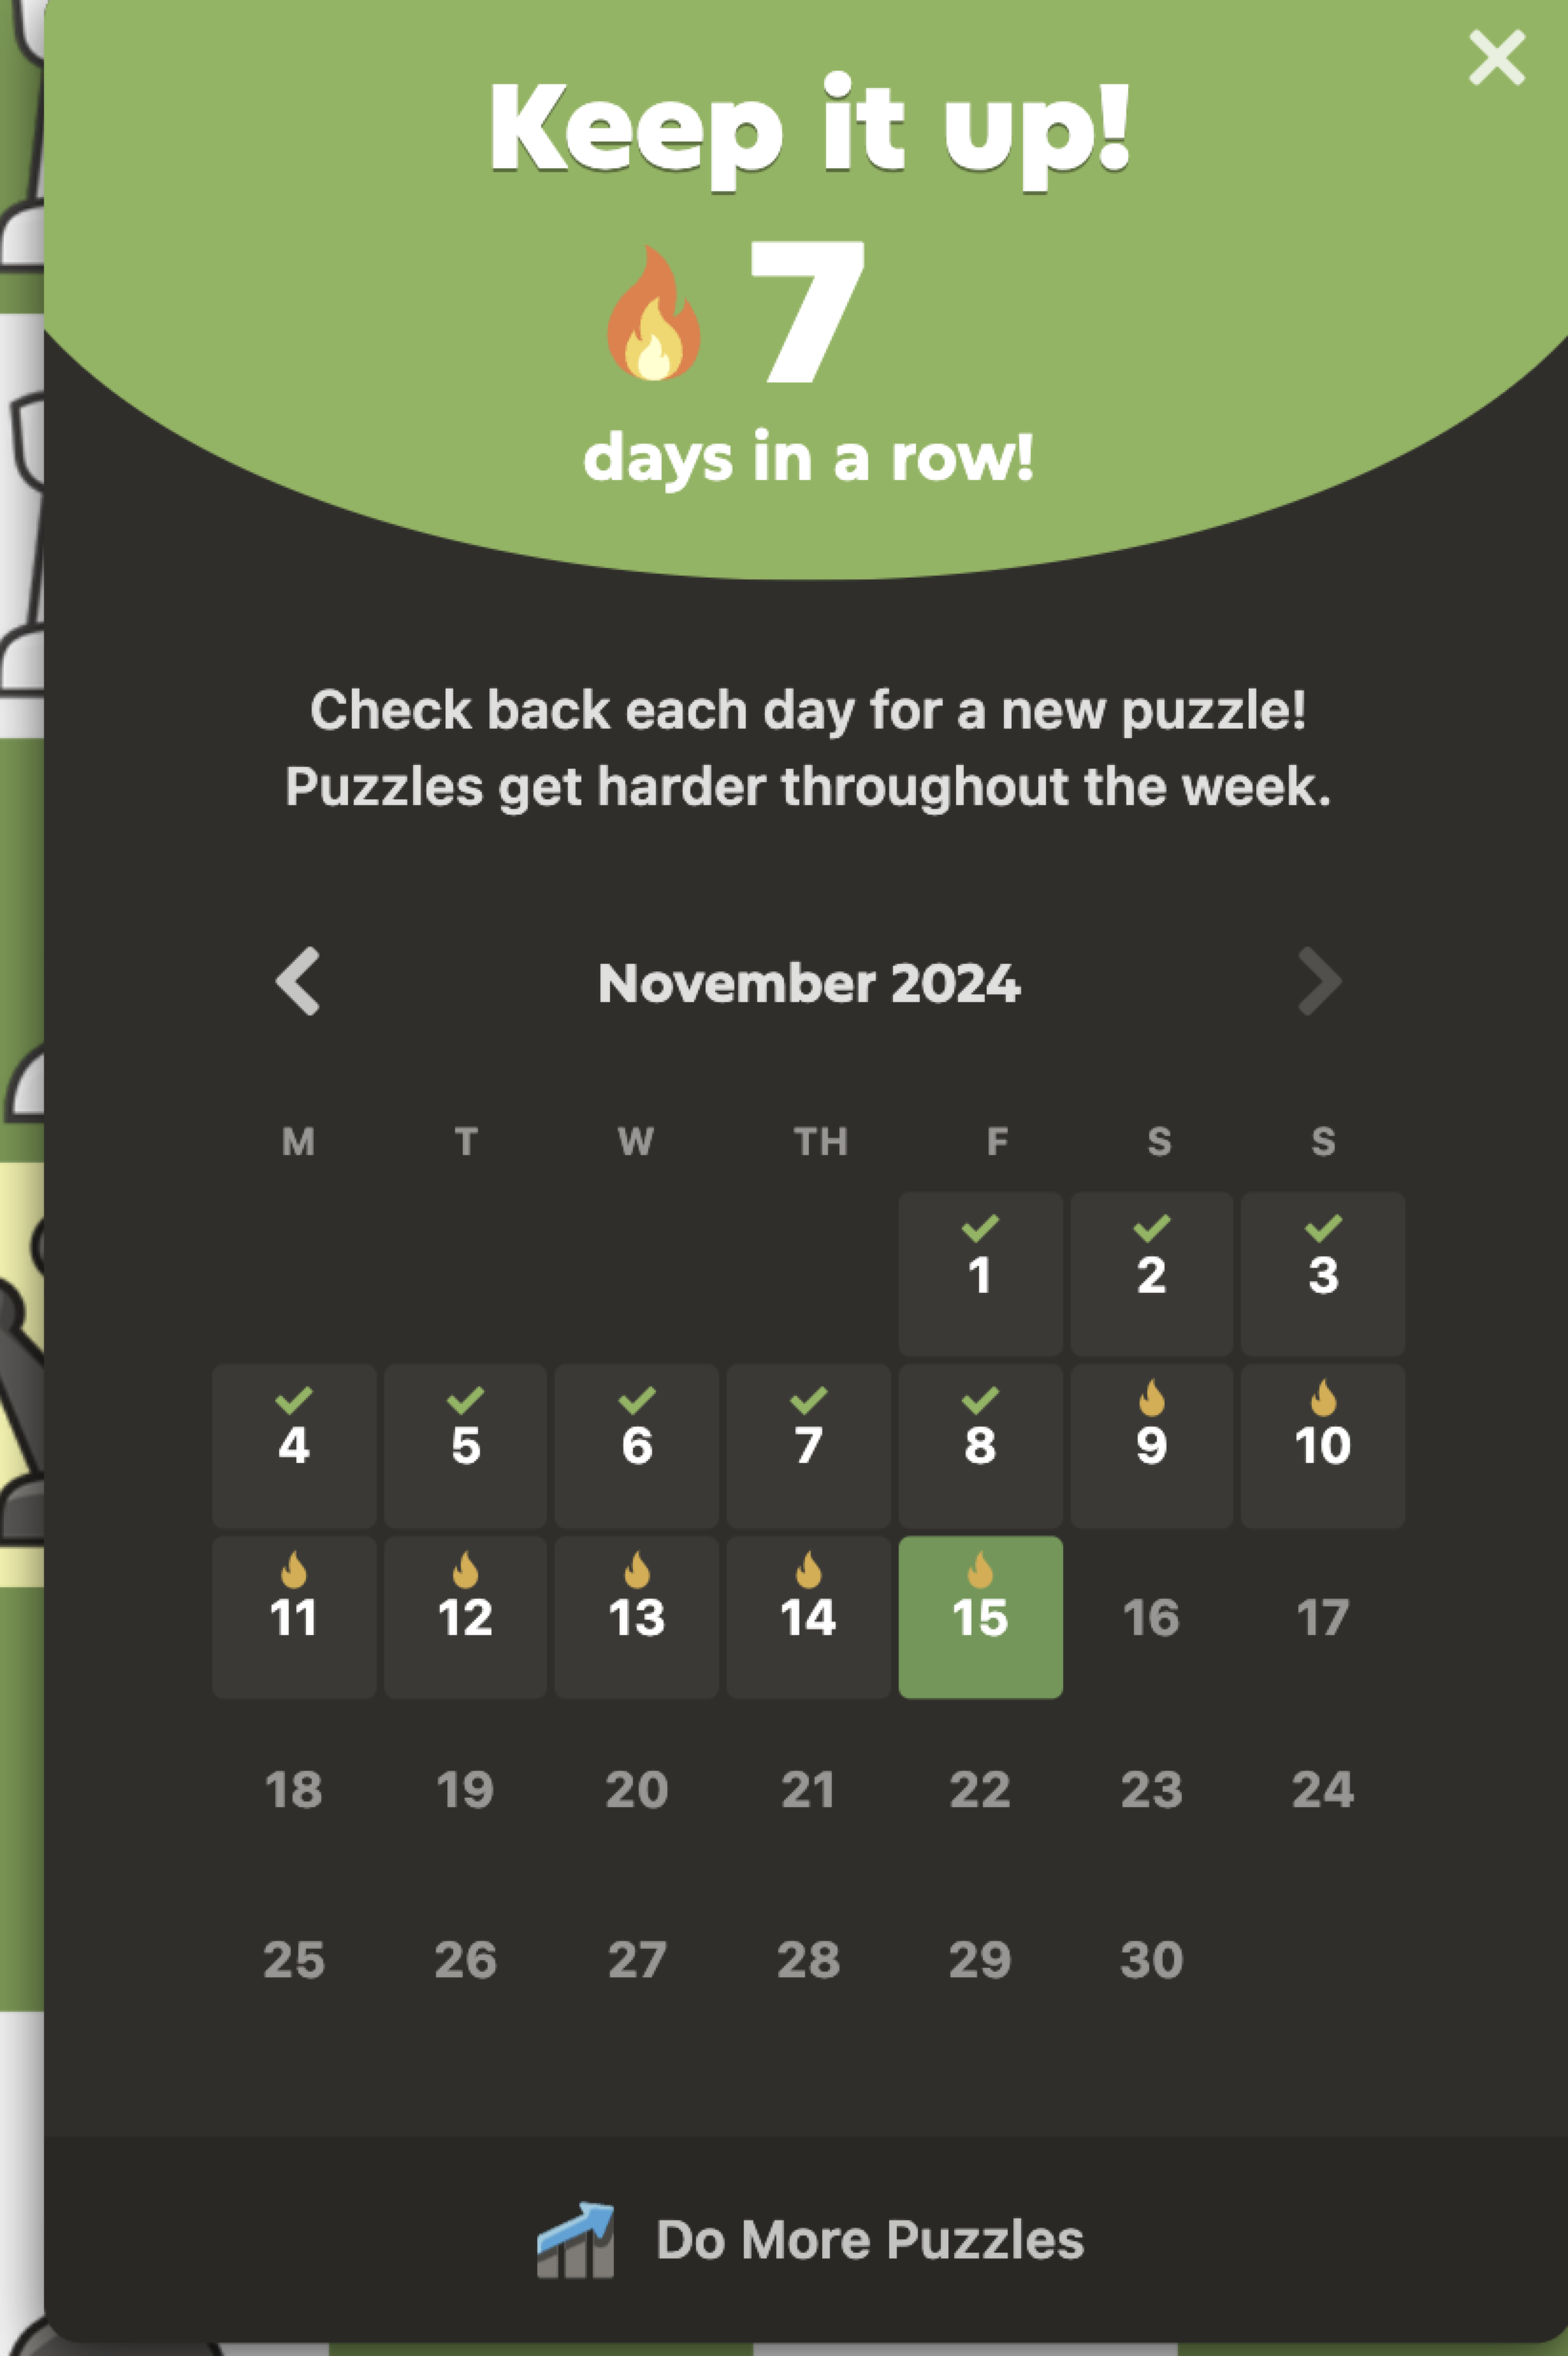 Keep it up!
7
days in a row!
Check back each day for a new puzzle!
Puzzles get harder throughout the week.
November 2024
M T W TH F S S
1 2 3
4 5 6 7 8 9 10
11 12 13 14 15 16 17
18 19 20 21 22 23 24
25 26 27 28 29 30
Do More Puzzles